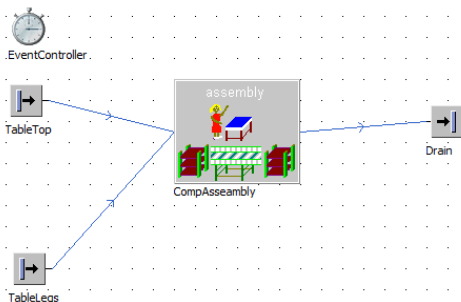 EventController
TableTop
assembly
CompAsseambly
Drain
TableLegs